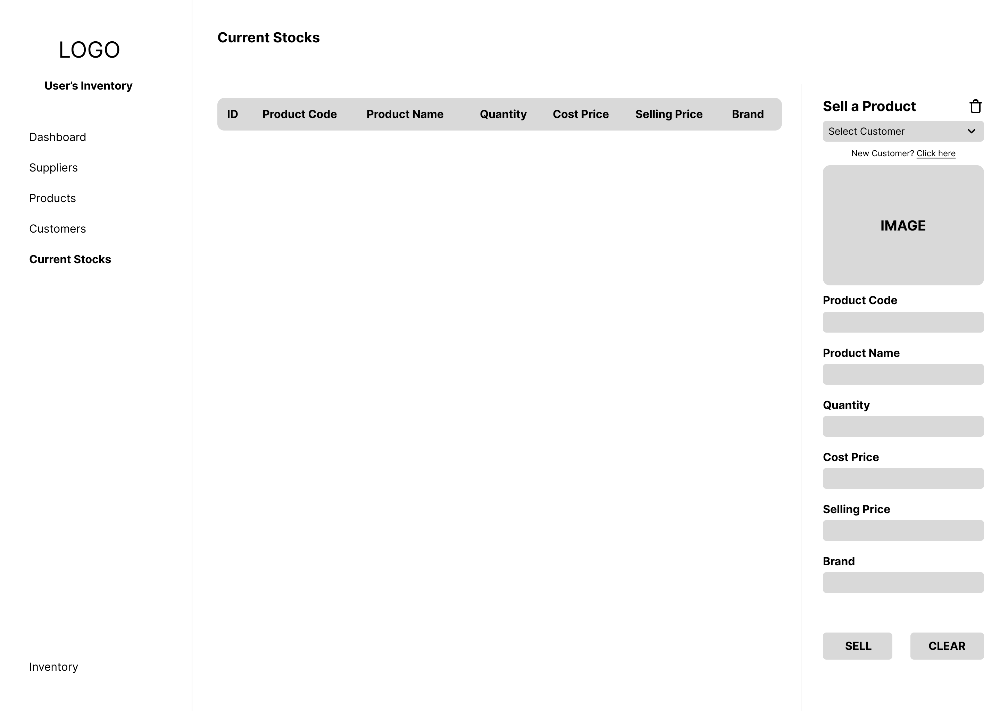 LOGO
User’s Inventory
Dashboard
Suppliers
Products
Customers
Current Stocks
Inventory
Current Stocks
ID Product Code Product Name Quantity Cost Price Selling Price Brand
Sell a Product
Select Customer
New Customer? Click here
IMAGE
Product Code
Product Name
Quantity
Cost Price
Selling Price
Brand
SELL CLEAR